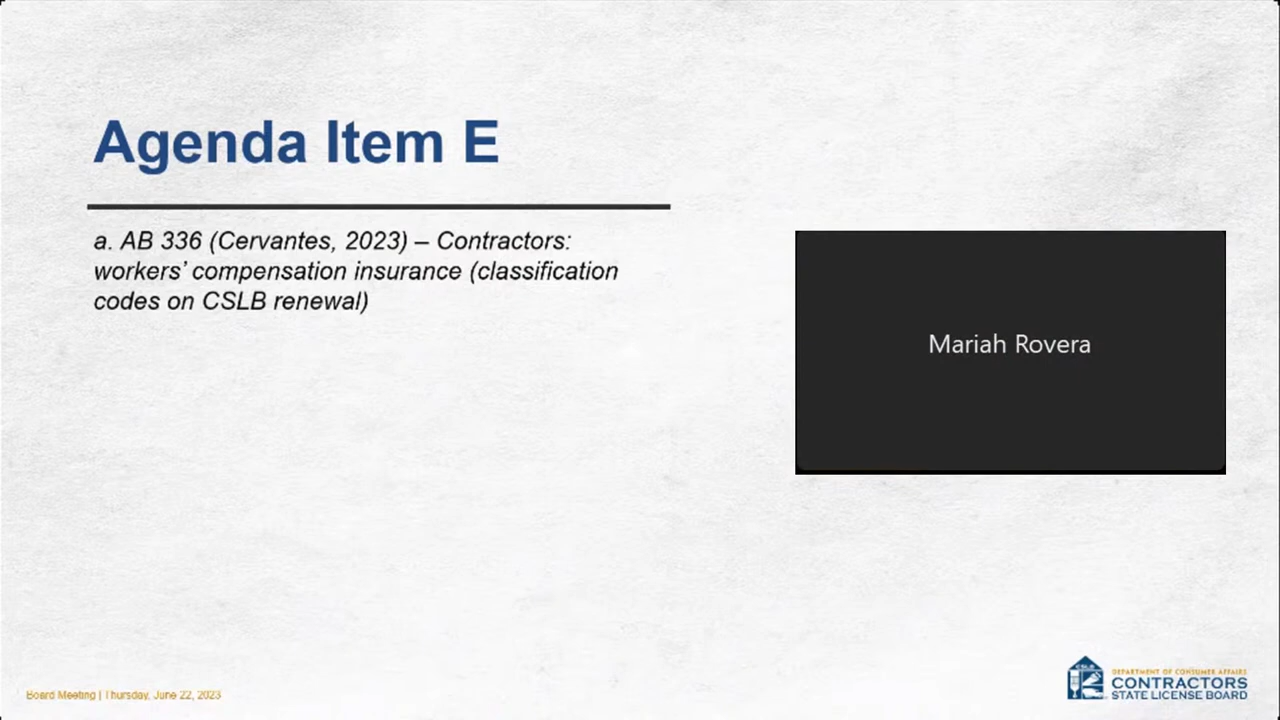 Agenda Item E
a. AB 336 (Cervantes, 2023) – Contractors:
workers’ compensation insurance (classification
codes on CSLB renewal)
Mariah Rovera
Board Meeting | Thursday, June 22, 2023
CSLB
DEPARTMENT OF CONSUMER AFFAIRS
CONTRACTORS
STATE LICENSE BOARD